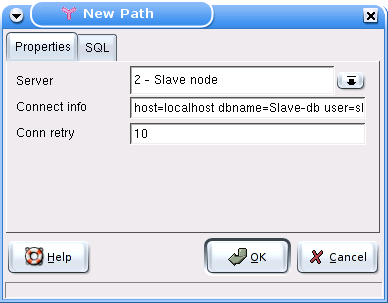 New Path
Properties SQL
Server 2 - Slave node
Connect info host=localhost dbname=Slave-db user=sl
Conn retry 10
Help OK Cancel